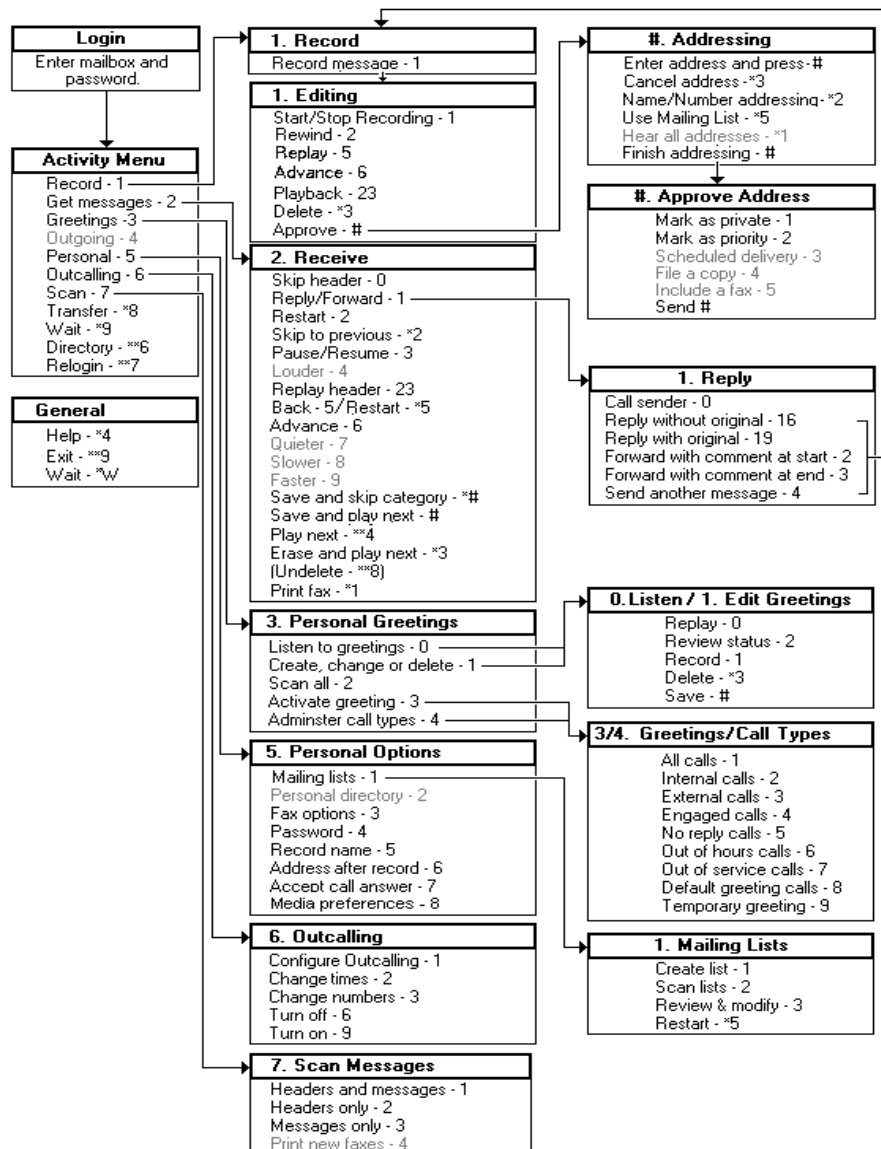 Login
Enter mailbox and
password.
Activity Menu
Record - 1
Get messages - 2
Greetings -3
Outgoing - 4
Personal - 5
Outcalling - 6
Scan - 7
Transfer - *8
Wait - *9
Directory - **6
Relogin - **7
General
Help - *4
Exit - **9
Wait - *W
1. Record
Record message - 1
1. Editing
Start/Stop Recording - 1
Rewind - 2
Replay - 5
Advance - 6
Playback - 23
Delete - *3
Approve - #
2. Receive
Skip header - 0
Reply/Forward - 1
Restart - 2
Skip to previous - *2
Pause/Resume - 3
Louder - 4
Replay header - 23
Back - 5/Restart - *5
Advance - 6
Quieter - 7
Slower - 8
Faster - 9
Save and skip category - *#
Save and play next - #
Play next - **4
Erase and play next - *3
(Undelete - **8)
Print fax - *1
3. Personal Greetings
Listen to greetings - 0
Create, change or delete - 1
Scan all - 2
Activate greeting - 3
Adminster call types - 4
5. Personal Options
Mailing lists - 1
Personal directory - 2
Fax options - 3
Password - 4
Record name - 5
Address after record - 6
Accept call answer - 7
Media preferences - 8
6. Outcalling
Configure Outcalling - 1
Change times - 2
Change numbers - 3
Turn off - 6
Turn on - 9
7. Scan Messages
Headers and messages - 1
Headers only - 2
Messages only - 3
Print new faxes - 4
#. Addressing
Enter address and press- #
Cancel address - *3
Name/Number addressing- *2
Use Mailing List - *5
Hear all addresses - *1
Finish addressing - #
#. Approve Address
Mark as private - 1
Mark as priority - 2
Scheduled delivery - 3
File a copy - 4
Include a fax - 5
Send #
1. Reply
Call sender - 0
Reply without original - 16
Reply with original - 19
Forward with comment at start - 2
Forward with comment at end - 3
Send another message - 4
0.Listen / 1. Edit Greetings
Replay - 0
Review status - 2
Record - 1
Delete - *3
Save - #
3/4. Greetings/Call Types
All calls - 1
Internal calls - 2
External calls - 3
Engaged calls - 4
No reply calls - 5
Out of hours calls - 6
Out of service calls - 7
Default greeting calls - 8
Temporary greeting - 9
1. Mailing Lists
Create list - 1
Scan lists - 2
Review & modify - 3
Restart - *5